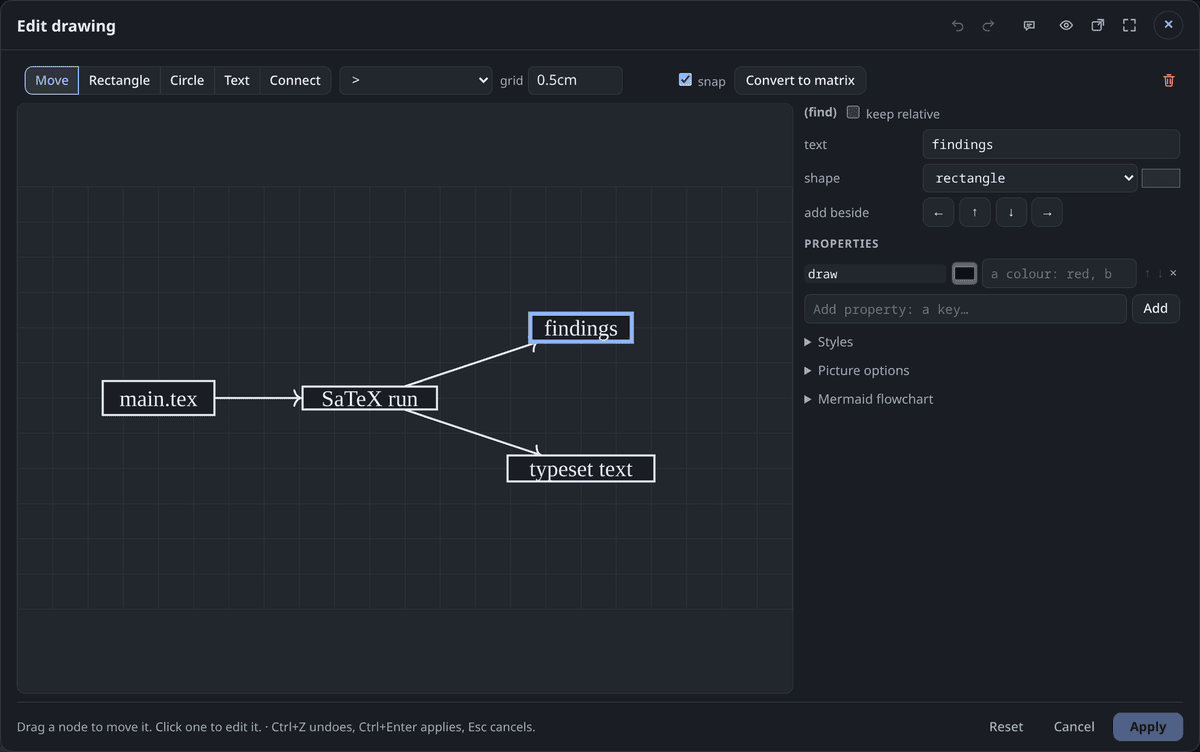 Edit drawing
Move Rectangle Circle Text Connect > grid 0.5cm snap Convert to matrix
(find) keep relative
text findings
shape rectangle
add beside ← ↑ ↓ →
PROPERTIES
draw a colour: red, b ↑ ↓ ×
Add property: a key… Add
Styles
Picture options
Mermaid flowchart
findings
main.tex
SaTeX run
typeset text
Drag a node to move it. Click one to edit it. · Ctrl+Z undoes, Ctrl+Enter applies, Esc cancels.
Reset Cancel Apply